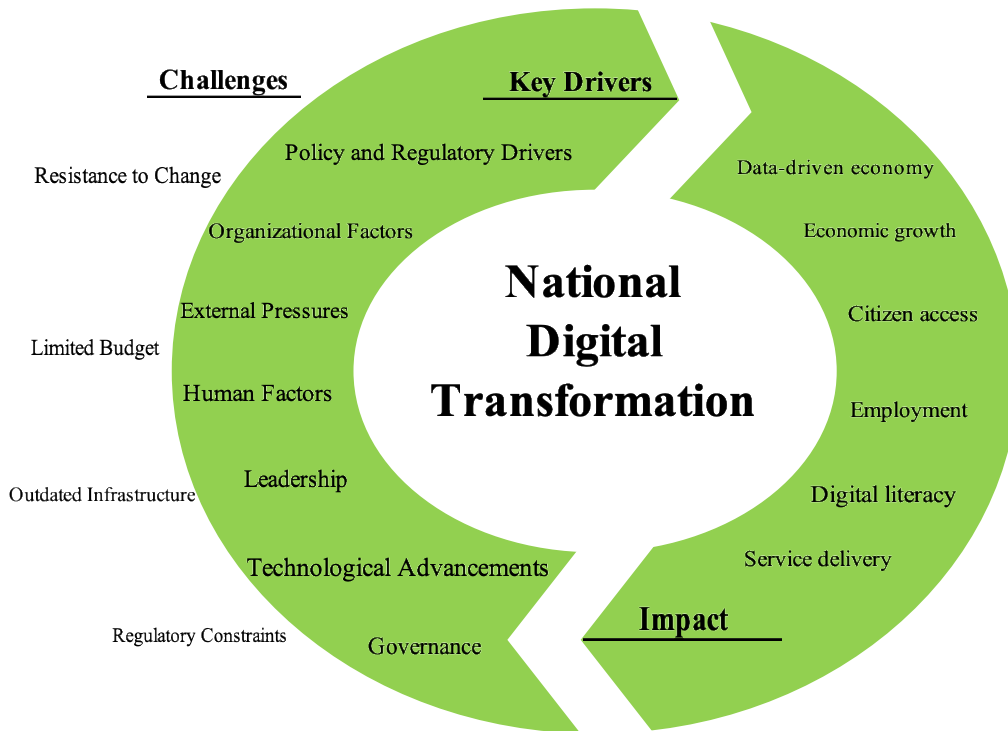 Challenges
Resistance to Change
Limited Budget
Outdated Infrastructure
Regulatory Constraints
Key Drivers
Policy and Regulatory Drivers
Organizational Factors
External Pressures
Human Factors
Leadership
Technological Advancements
Governance
National
Digital
Transformation
Data-driven economy
Economic growth
Citizen access
Employment
Digital literacy
Service delivery
Impact